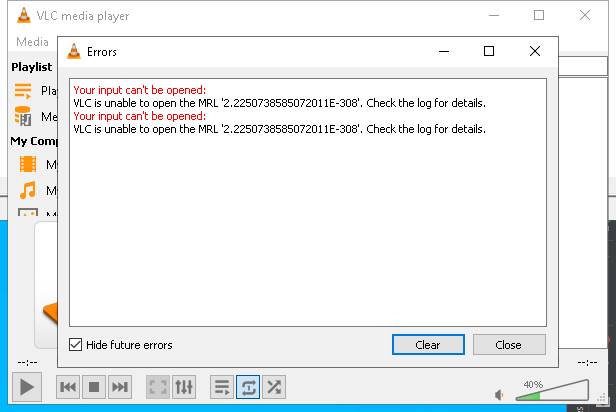 VLC media player
Media
Errors
Playlist
Your input can't be opened:
VLC is unable to open the MRL '2.2250738585072011E-308'. Check the log for details.
Your input can't be opened:
VLC is unable to open the MRL '2.2250738585072011E-308'. Check the log for details.
Pla
Me
My Comp
My
My
Hide future errors
Clear
Close
--:--
--:--
40%